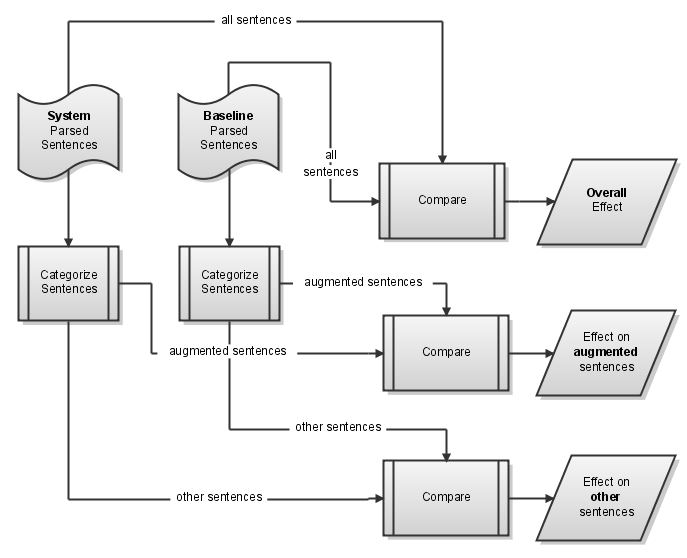 all sentences
System
Parsed
Sentences
Baseline
Parsed
Sentences
all
sentences
Compare
Overall
Effect
Categorize
Sentences
Categorize
Sentences
augmented sentences
augmented sentences
Compare
Effect on
augmented
sentences
other sentences
other sentences
Compare
Effect on
other
sentences